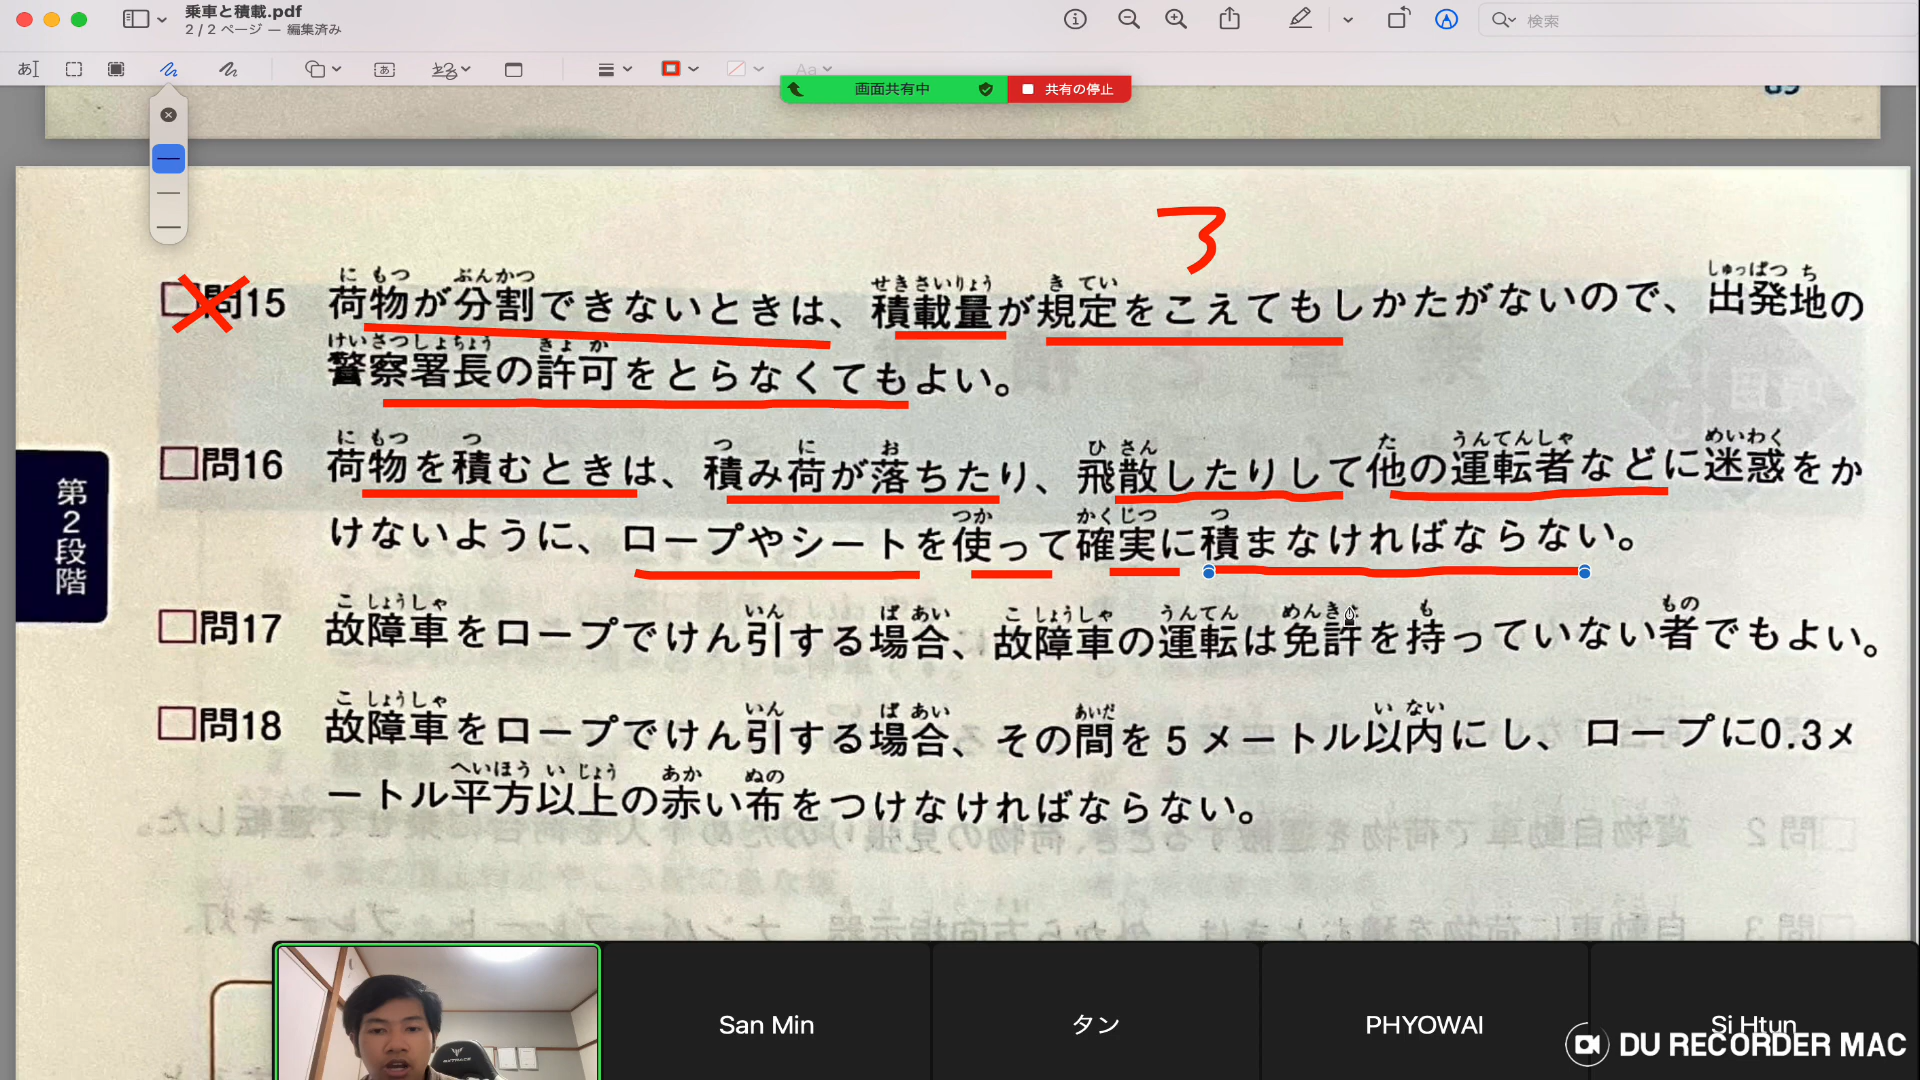 乗車と積載.pdf
2 / 2 ページ — 編集済み
検索
画面共有中
共有の停止
3
□問15 荷物が分割できないときは、積載量が規定をこえてもしかたがないので、出発地の
警察署長の許可をとらなくてもよい。
□問16 荷物を積むときは、積み荷が落ちたり、飛散したりして他の運転者などに迷惑をか
けないように、ロープやシートを使って確実に積まなければならない。
第2段階
□問17 故障車をロープでけん引する場合、故障車の運転は免許を持っていない者でもよい。
□問18 故障車をロープでけん引する場合、その間を5メートル以内にし、ロープに0.3メ
ートル平方以上の赤い布をつけなければならない。
San Min
タン
PHYOWAI
Si Htun
DU RECORDER MAC